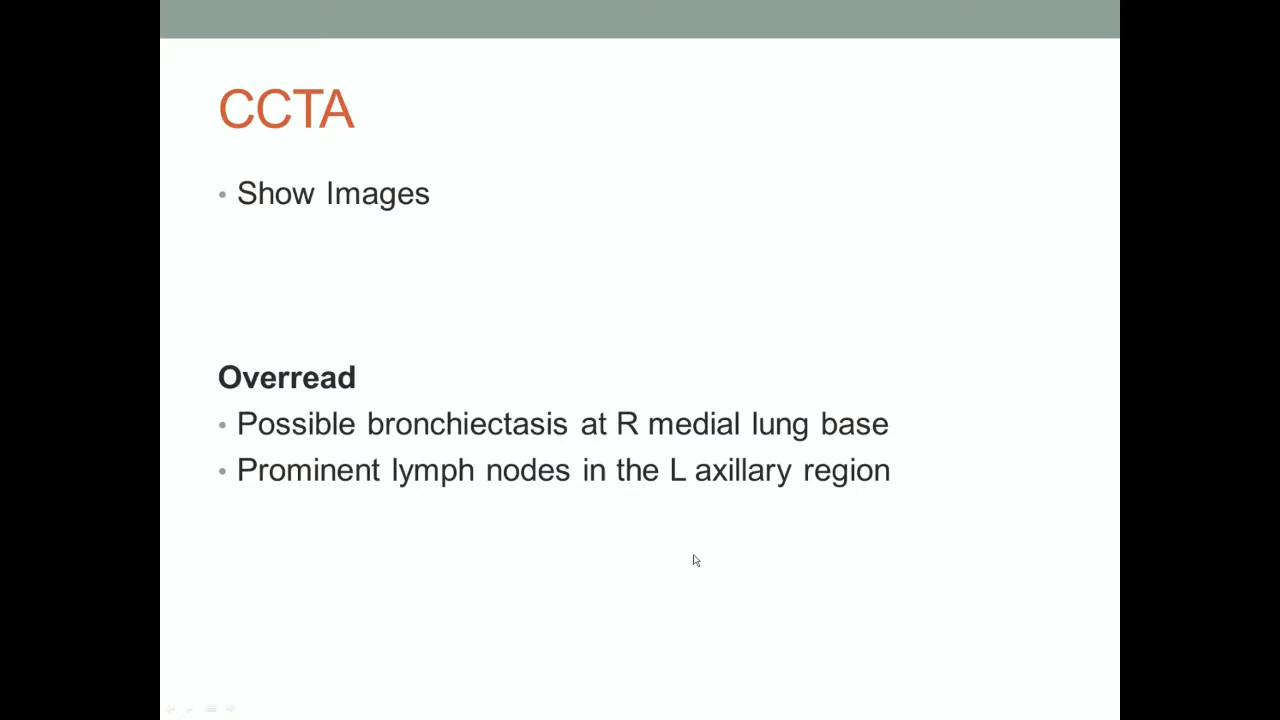 CCTA
• Show Images
Overread
• Possible bronchiectasis at R medial lung base
• Prominent lymph nodes in the L axillary region